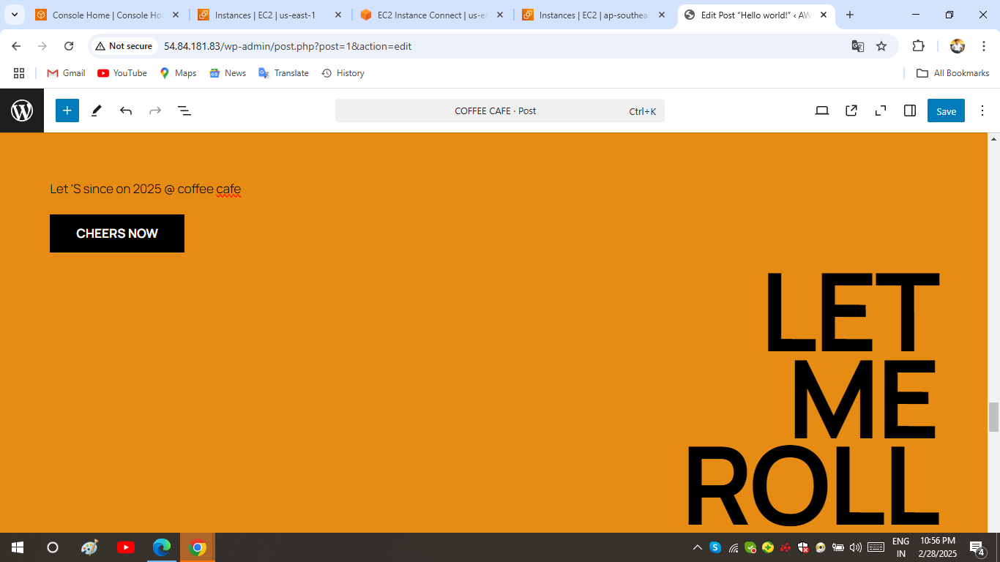 Console Home | Console Ho
Instances | EC2 | us-east-1
EC2 Instance Connect | us-ea
Instances | EC2 | ap-southeas
Edit Post “Hello world!” ‹ AW
Not secure
54.84.181.83/wp-admin/post.php?post=1&action=edit
Gmail
YouTube
Maps
News
Translate
History
All Bookmarks
COFFEE CAFE · Post
Ctrl+K
Save
Let 'S since on 2025 @ coffee cafe
CHEERS NOW
LET
ME
ROLL
ENG
IN
10:56 PM
2/28/2025
4